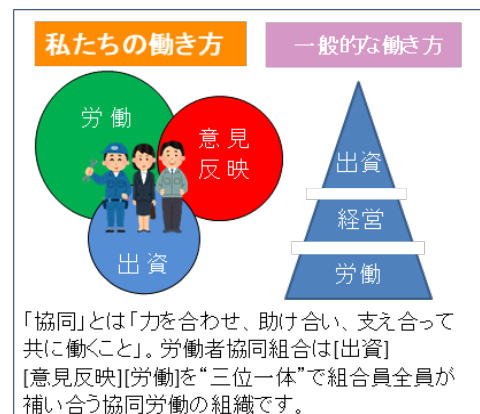 私たちの働き方
一般的な働き方
労働
意見
反映
出資
出資
経営
労働
「協同」とは「力を合わせ、助け合い、支え合って
共に働くこと」。労働者協同組合は[出資]
[意見反映][労働]を“三位一体”で組合員全員が
補い合う協同労働の組織です。